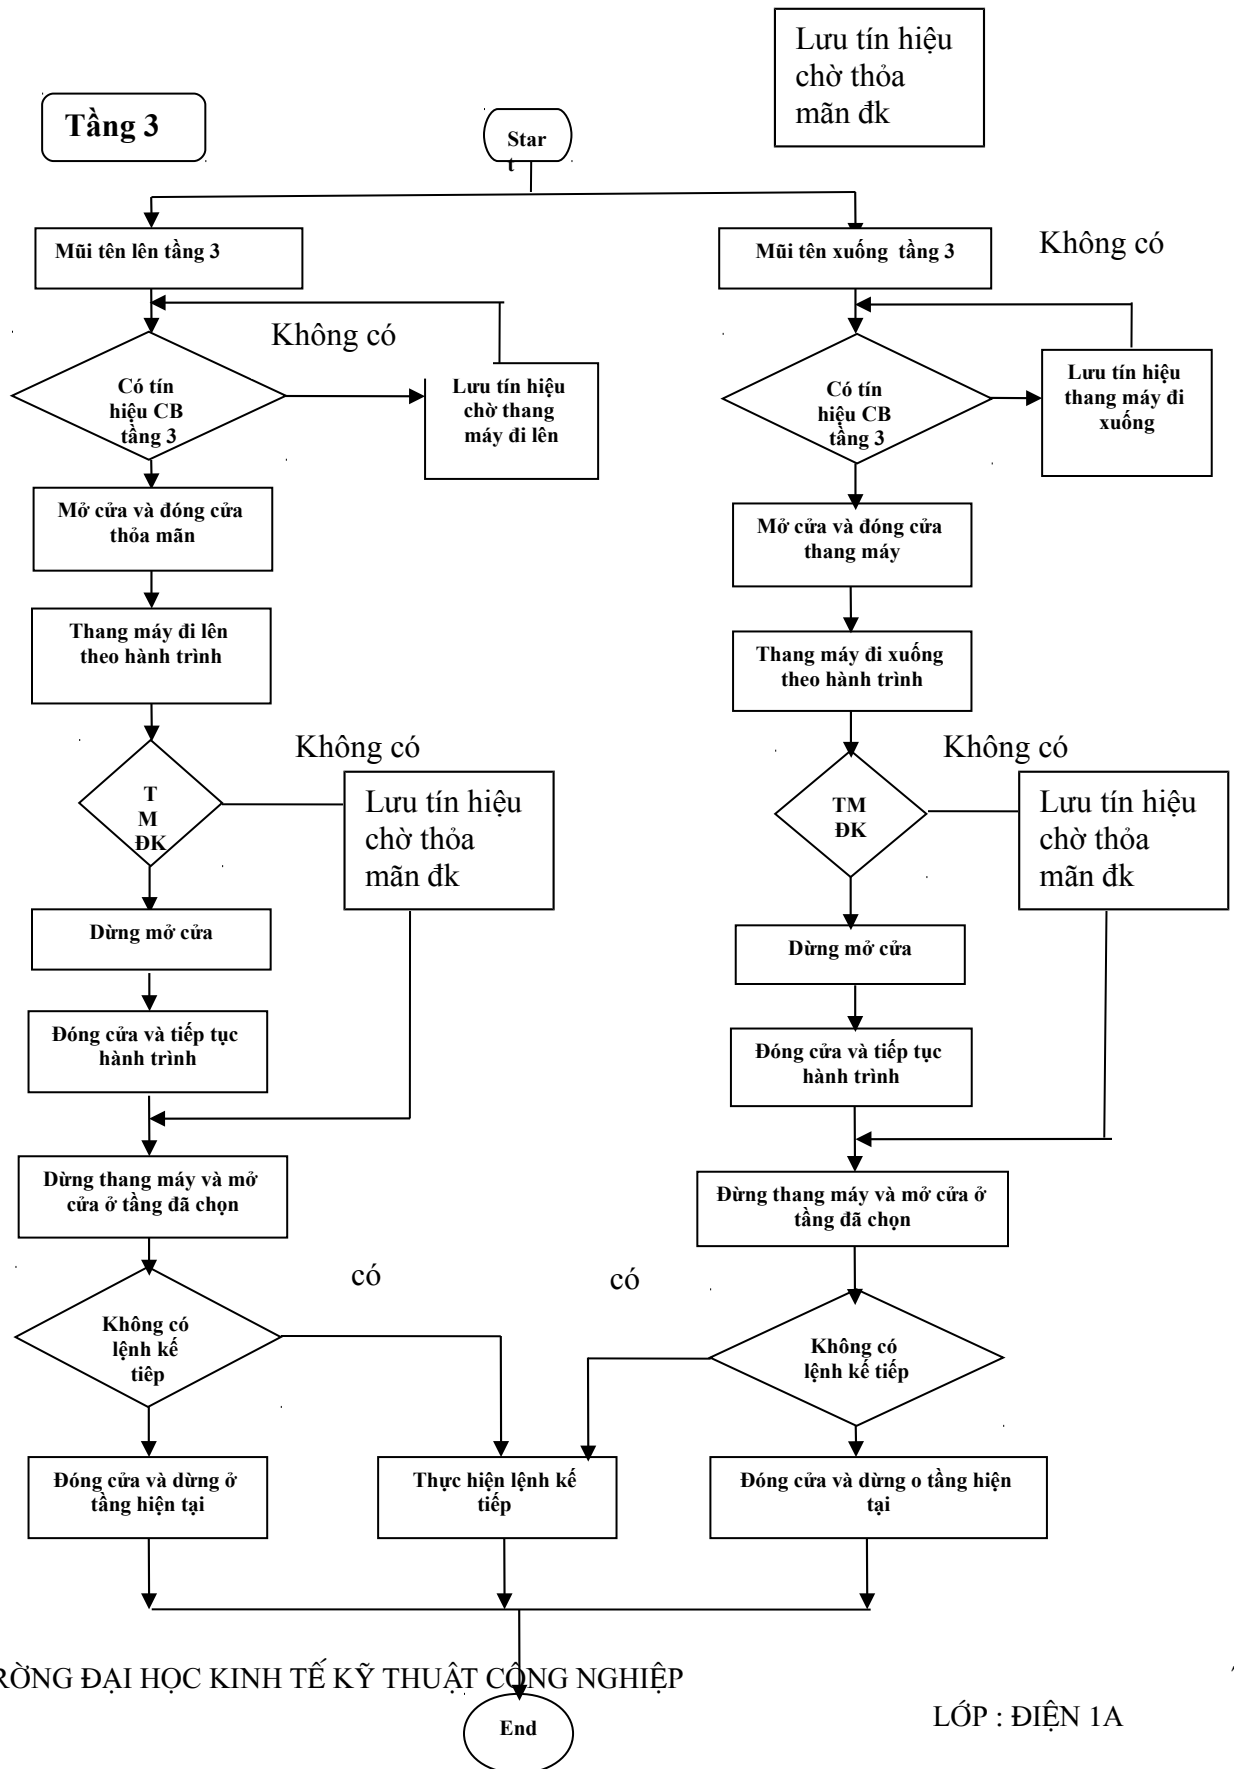 Lưu tín hiệu
chờ thỏa
mãn đk
Tầng 3
Star
t
Mũi tên lên tầng 3
Mũi tên xuống tầng 3
Không có
Không có
Có tín
hiệu CB
tầng 3
Lưu tín hiệu
chờ thang
máy đi lên
Có tín
hiệu CB
tầng 3
Lưu tín hiệu
thang máy đi
xuống
Mở cửa và đóng cửa
thỏa mãn
Mở cửa và đóng cửa
thang máy
Thang máy đi lên
theo hành trình
Thang máy đi xuống
theo hành trình
Không có
Không có
T
M
ĐK
Lưu tín hiệu
chờ thỏa
mãn đk
TM
ĐK
Lưu tín hiệu
chờ thỏa
mãn đk
Dừng mở cửa
Dừng mở cửa
Đóng cửa và tiếp tục
hành trình
Đóng cửa và tiếp tục
hành trình
Dừng thang máy và mở
cửa ở tầng đã chọn
Đừng thang máy và mở cửa ở
tầng đã chọn
có
có
Không có
lệnh kế
tiêp
Không có
lệnh kế tiếp
Đóng cửa và dừng ở
tầng hiện tại
Thực hiện lệnh kế
tiếp
Đóng cửa và dừng o tầng hiện
tại
RỜNG ĐẠI HỌC KINH TẾ KỸ THUẬT CÔNG NGHIỆP
End
LỚP : ĐIỆN 1A